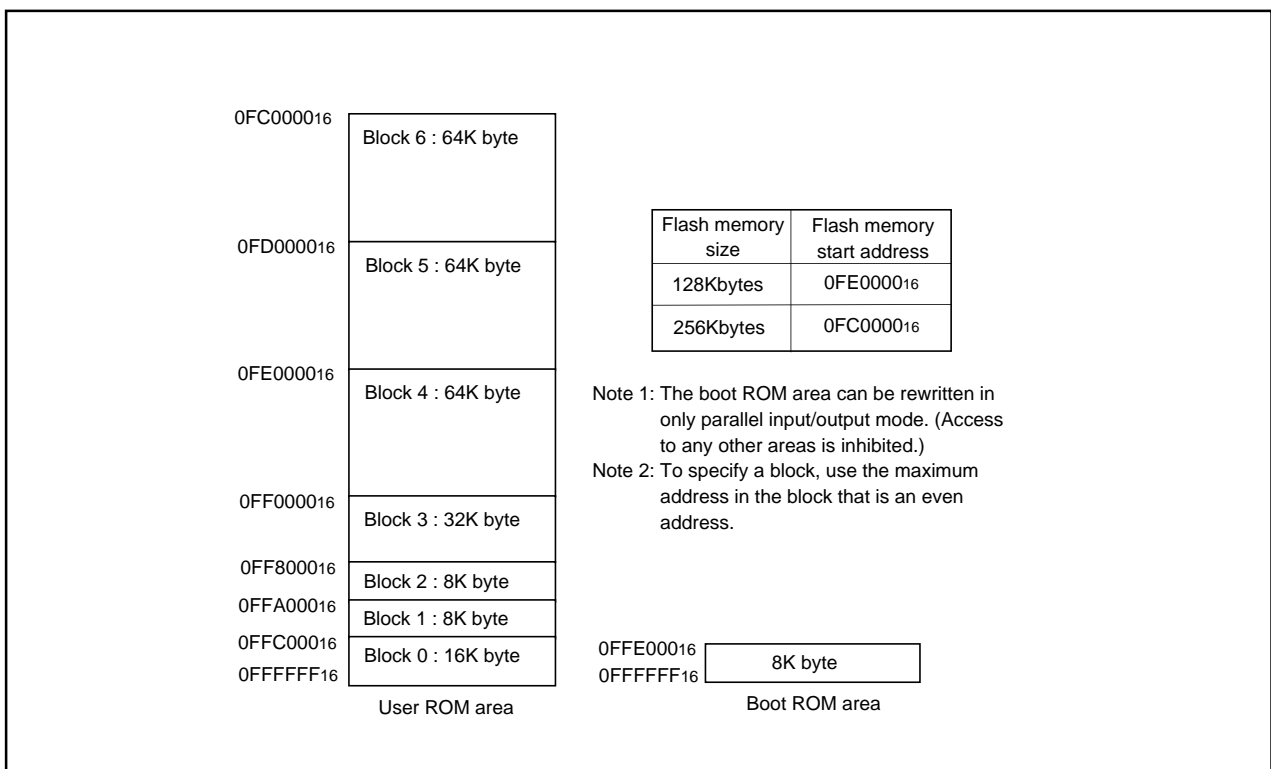 0FC000016
Block 6 : 64K byte
0FD000016
Block 5 : 64K byte
0FE000016
Block 4 : 64K byte
0FF000016
Block 3 : 32K byte
0FF800016
Block 2 : 8K byte
0FFA00016
Block 1 : 8K byte
0FFC00016
Block 0 : 16K byte
0FFFFFF16
User ROM area
Flash memory size
Flash memory start address
128Kbytes
0FE000016
256Kbytes
0FC000016
Note 1: The boot ROM area can be rewritten in
only parallel input/output mode. (Access
to any other areas is inhibited.)
Note 2: To specify a block, use the maximum
address in the block that is an even
address.
0FFE00016
0FFFFFF16
8K byte
Boot ROM area